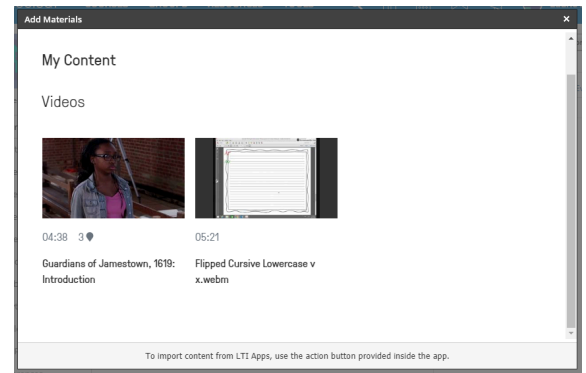 Add Materials
×
My Content
Videos
04:38 3
05:21
Guardians of Jamestown, 1619:
Introduction
Flipped Cursive Lowercase v
x.webm
To import content from LTI Apps, use the action button provided inside the app.